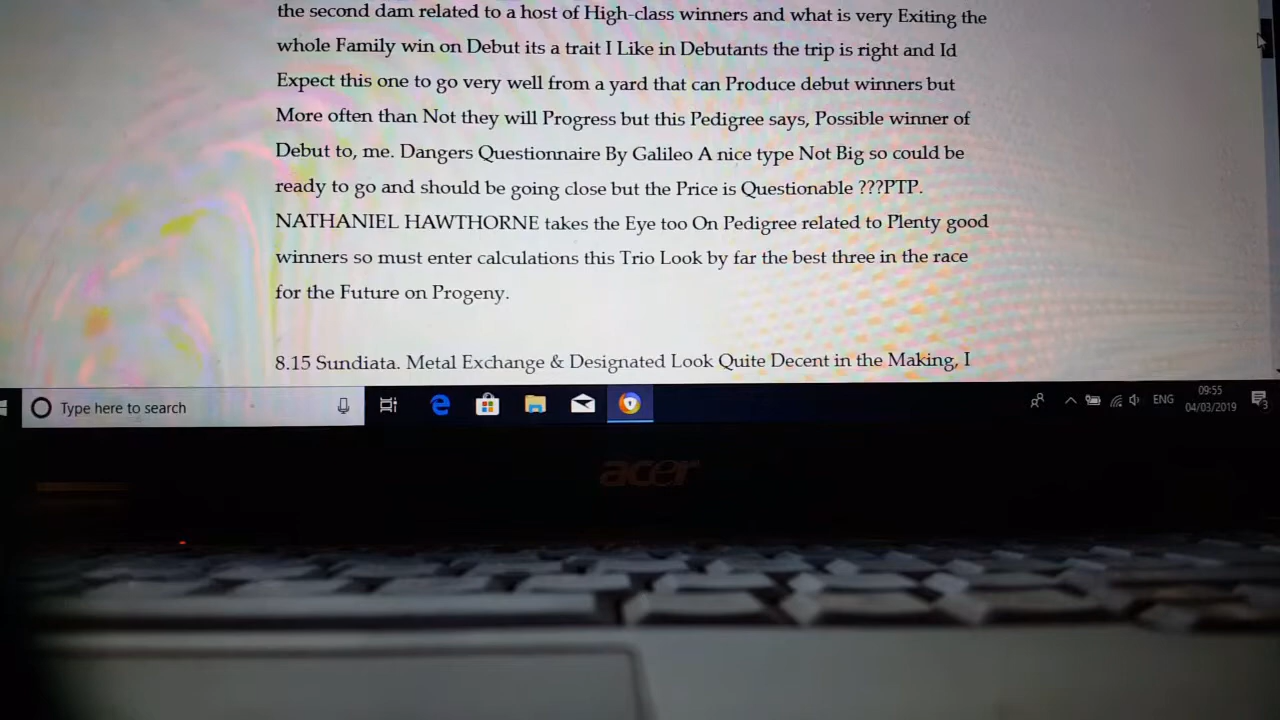 the second dam related to a host of High-class winners and what is very Exiting the
whole Family win on Debut its a trait I Like in Debutants the trip is right and Id
Expect this one to go very well from a yard that can Produce debut winners but
More often than Not they will Progress but this Pedigree says, Possible winner of
Debut to, me. Dangers Questionnaire By Galileo A nice type Not Big so could be
ready to go and should be going close but the Price is Questionable ???PTP.
NATHANIEL HAWTHORNE takes the Eye too On Pedigree related to Plenty good
winners so must enter calculations this Trio Look by far the best three in the race
for the Future on Progeny.
8.15 Sundiata. Metal Exchange & Designated Look Quite Decent in the Making, I
Type here to search
ENG
09:55
04/03/2019
3
acer